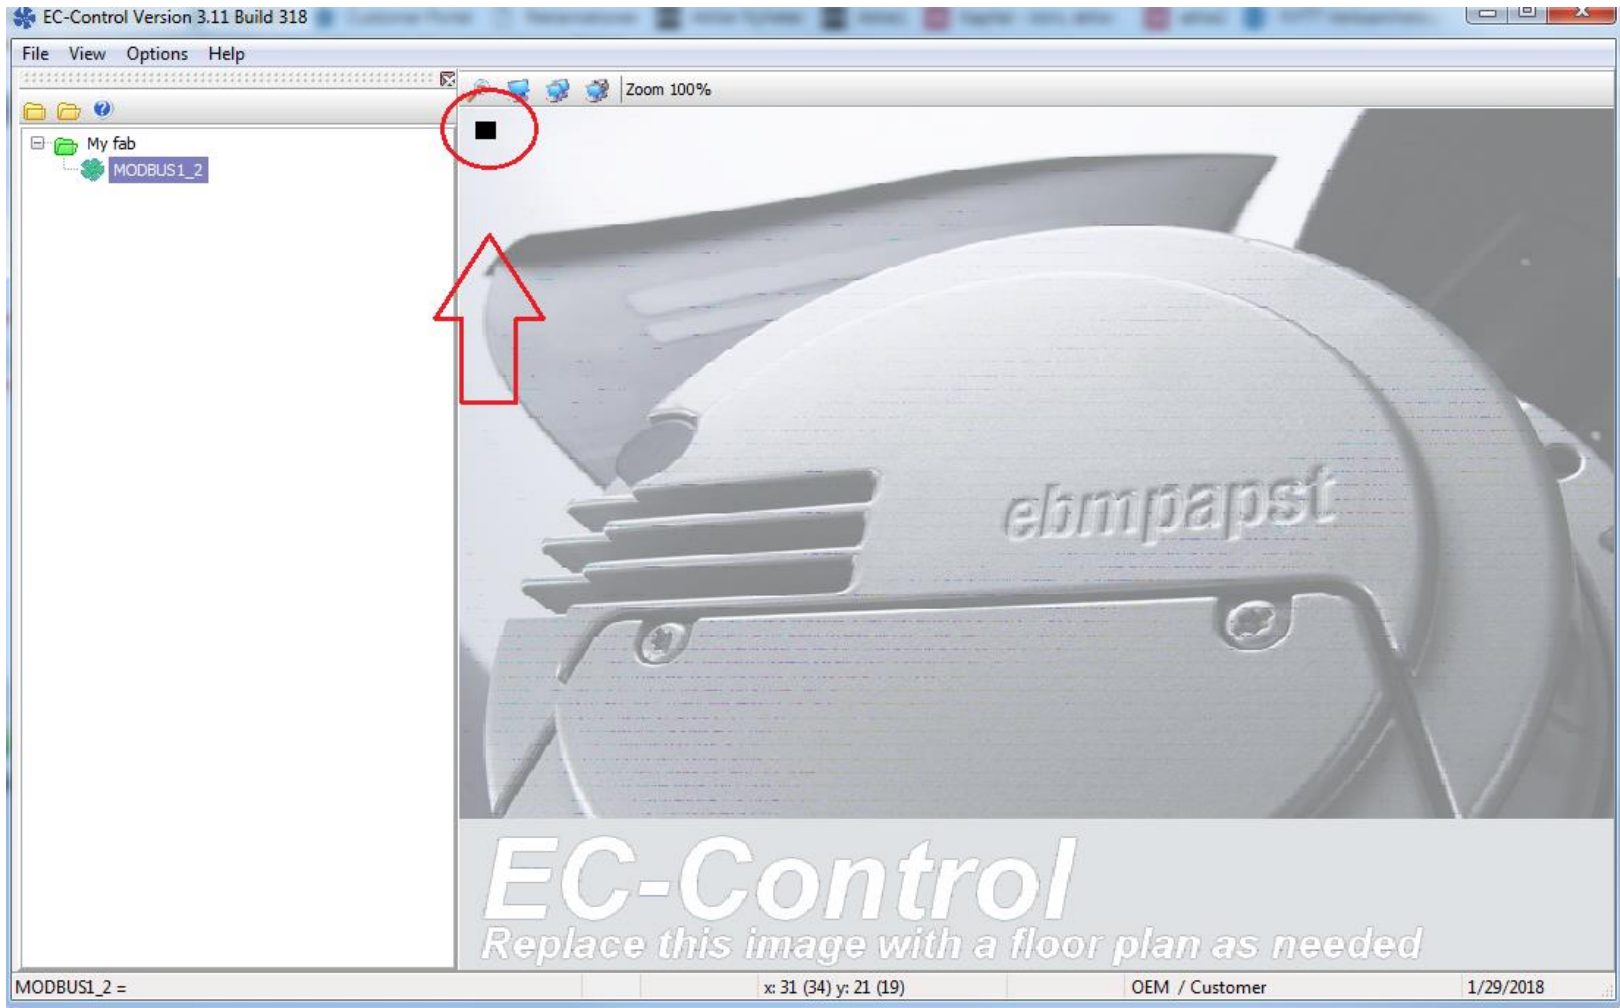 EC-Control Version 3.11 Build 318
File View Options Help
Zoom 100%
My fab
MODBUS1_2
ebmpapst
EC-Control
Replace this image with a floor plan as needed
MODBUS1_2 =
x: 31 (34) y: 21 (19)
OEM / Customer
1/29/2018